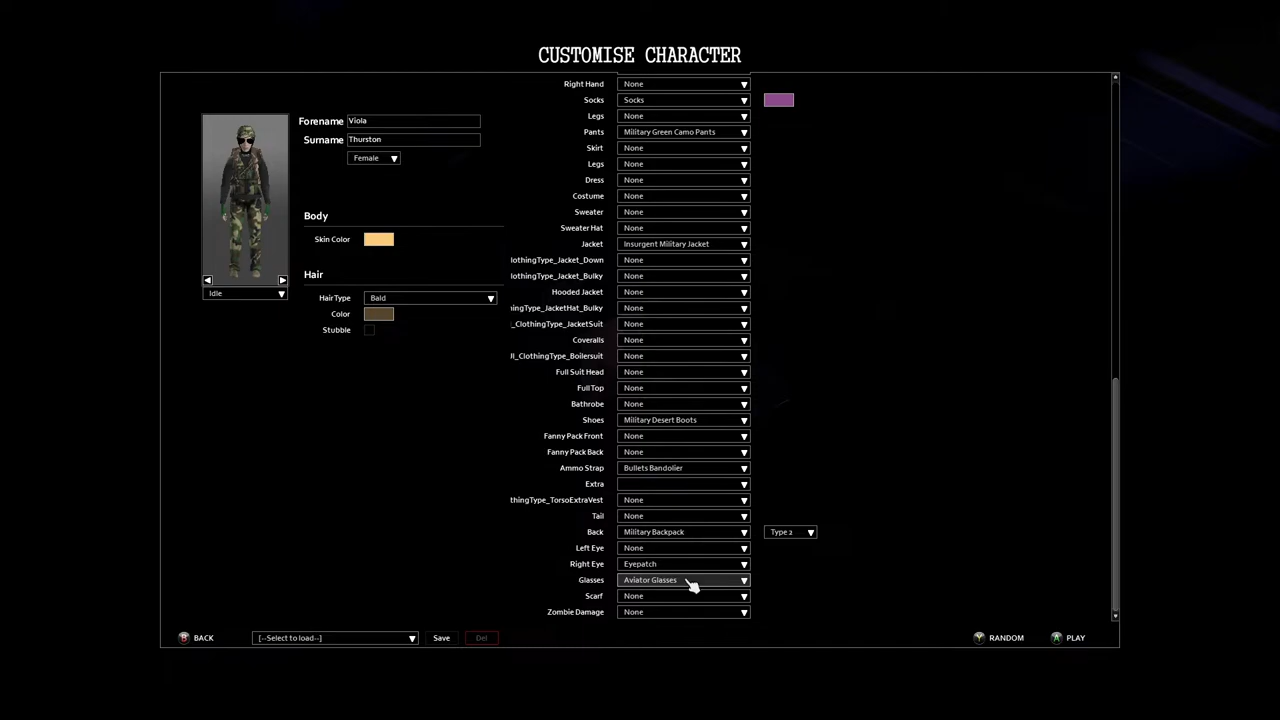 CUSTOMISE CHARACTER
Forename Viola
Surname Thurston
Female
Idle
Body
Skin Color
Hair
HairType Bald
Color
Stubble
Right Hand None
Socks Socks
Legs None
Pants Military Green Camo Pants
Skirt None
Legs None
Dress None
Costume None
Sweater None
Sweater Hat None
Jacket Insurgent Military Jacket
lothingType_Jacket_Down None
lothingType_Jacket_Bulky None
Hooded Jacket None
hingType_JacketHat_Bulky None
_ClothingType_JacketSuit None
Coveralls None
II_ClothingType_Boilersuit None
Full Suit Head None
Full Top None
Bathrobe None
Shoes Military Desert Boots
Fanny Pack Front None
Fanny Pack Back None
Ammo Strap Bullets Bandolier
Extra
thingType_TorsoExtraVest None
Tail None
Back Military Backpack Type 2
Left Eye None
Right Eye Eyepatch
Glasses Aviator Glasses
Scarf None
Zombie Damage None
B BACK [--Select to load--] Save Del Y RANDOM A PLAY